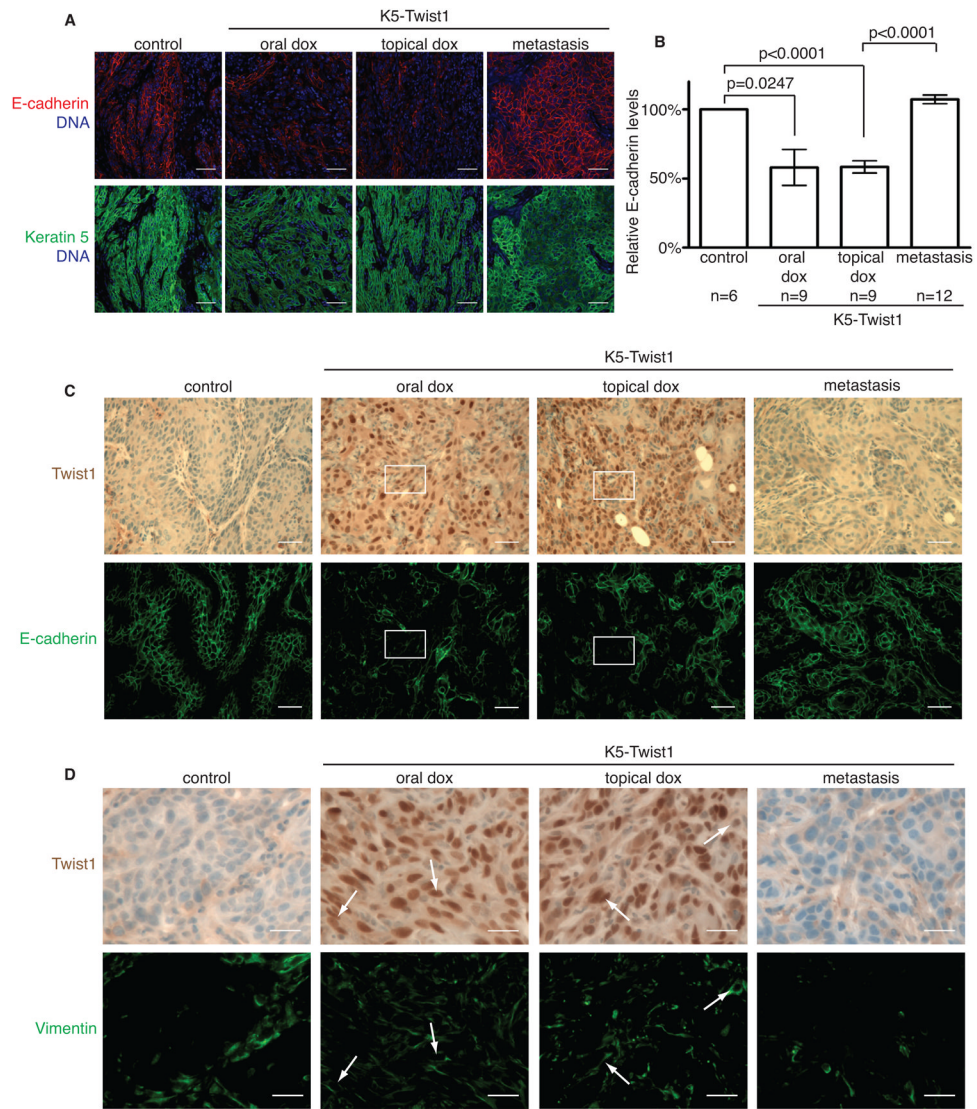 A
K5-Twist1
control oral dox topical dox metastasis
E-cadherin
DNA
Keratin 5
DNA
B
p<0.0001
p<0.0001
p=0.0247
Relative E-cadherin levels
100%
50%
0%
control oral dox topical dox metastasis
n=6 n=9 n=9 n=12
K5-Twist1
C
K5-Twist1
control oral dox topical dox metastasis
Twist1
E-cadherin
D
K5-Twist1
control oral dox topical dox metastasis
Twist1
Vimentin